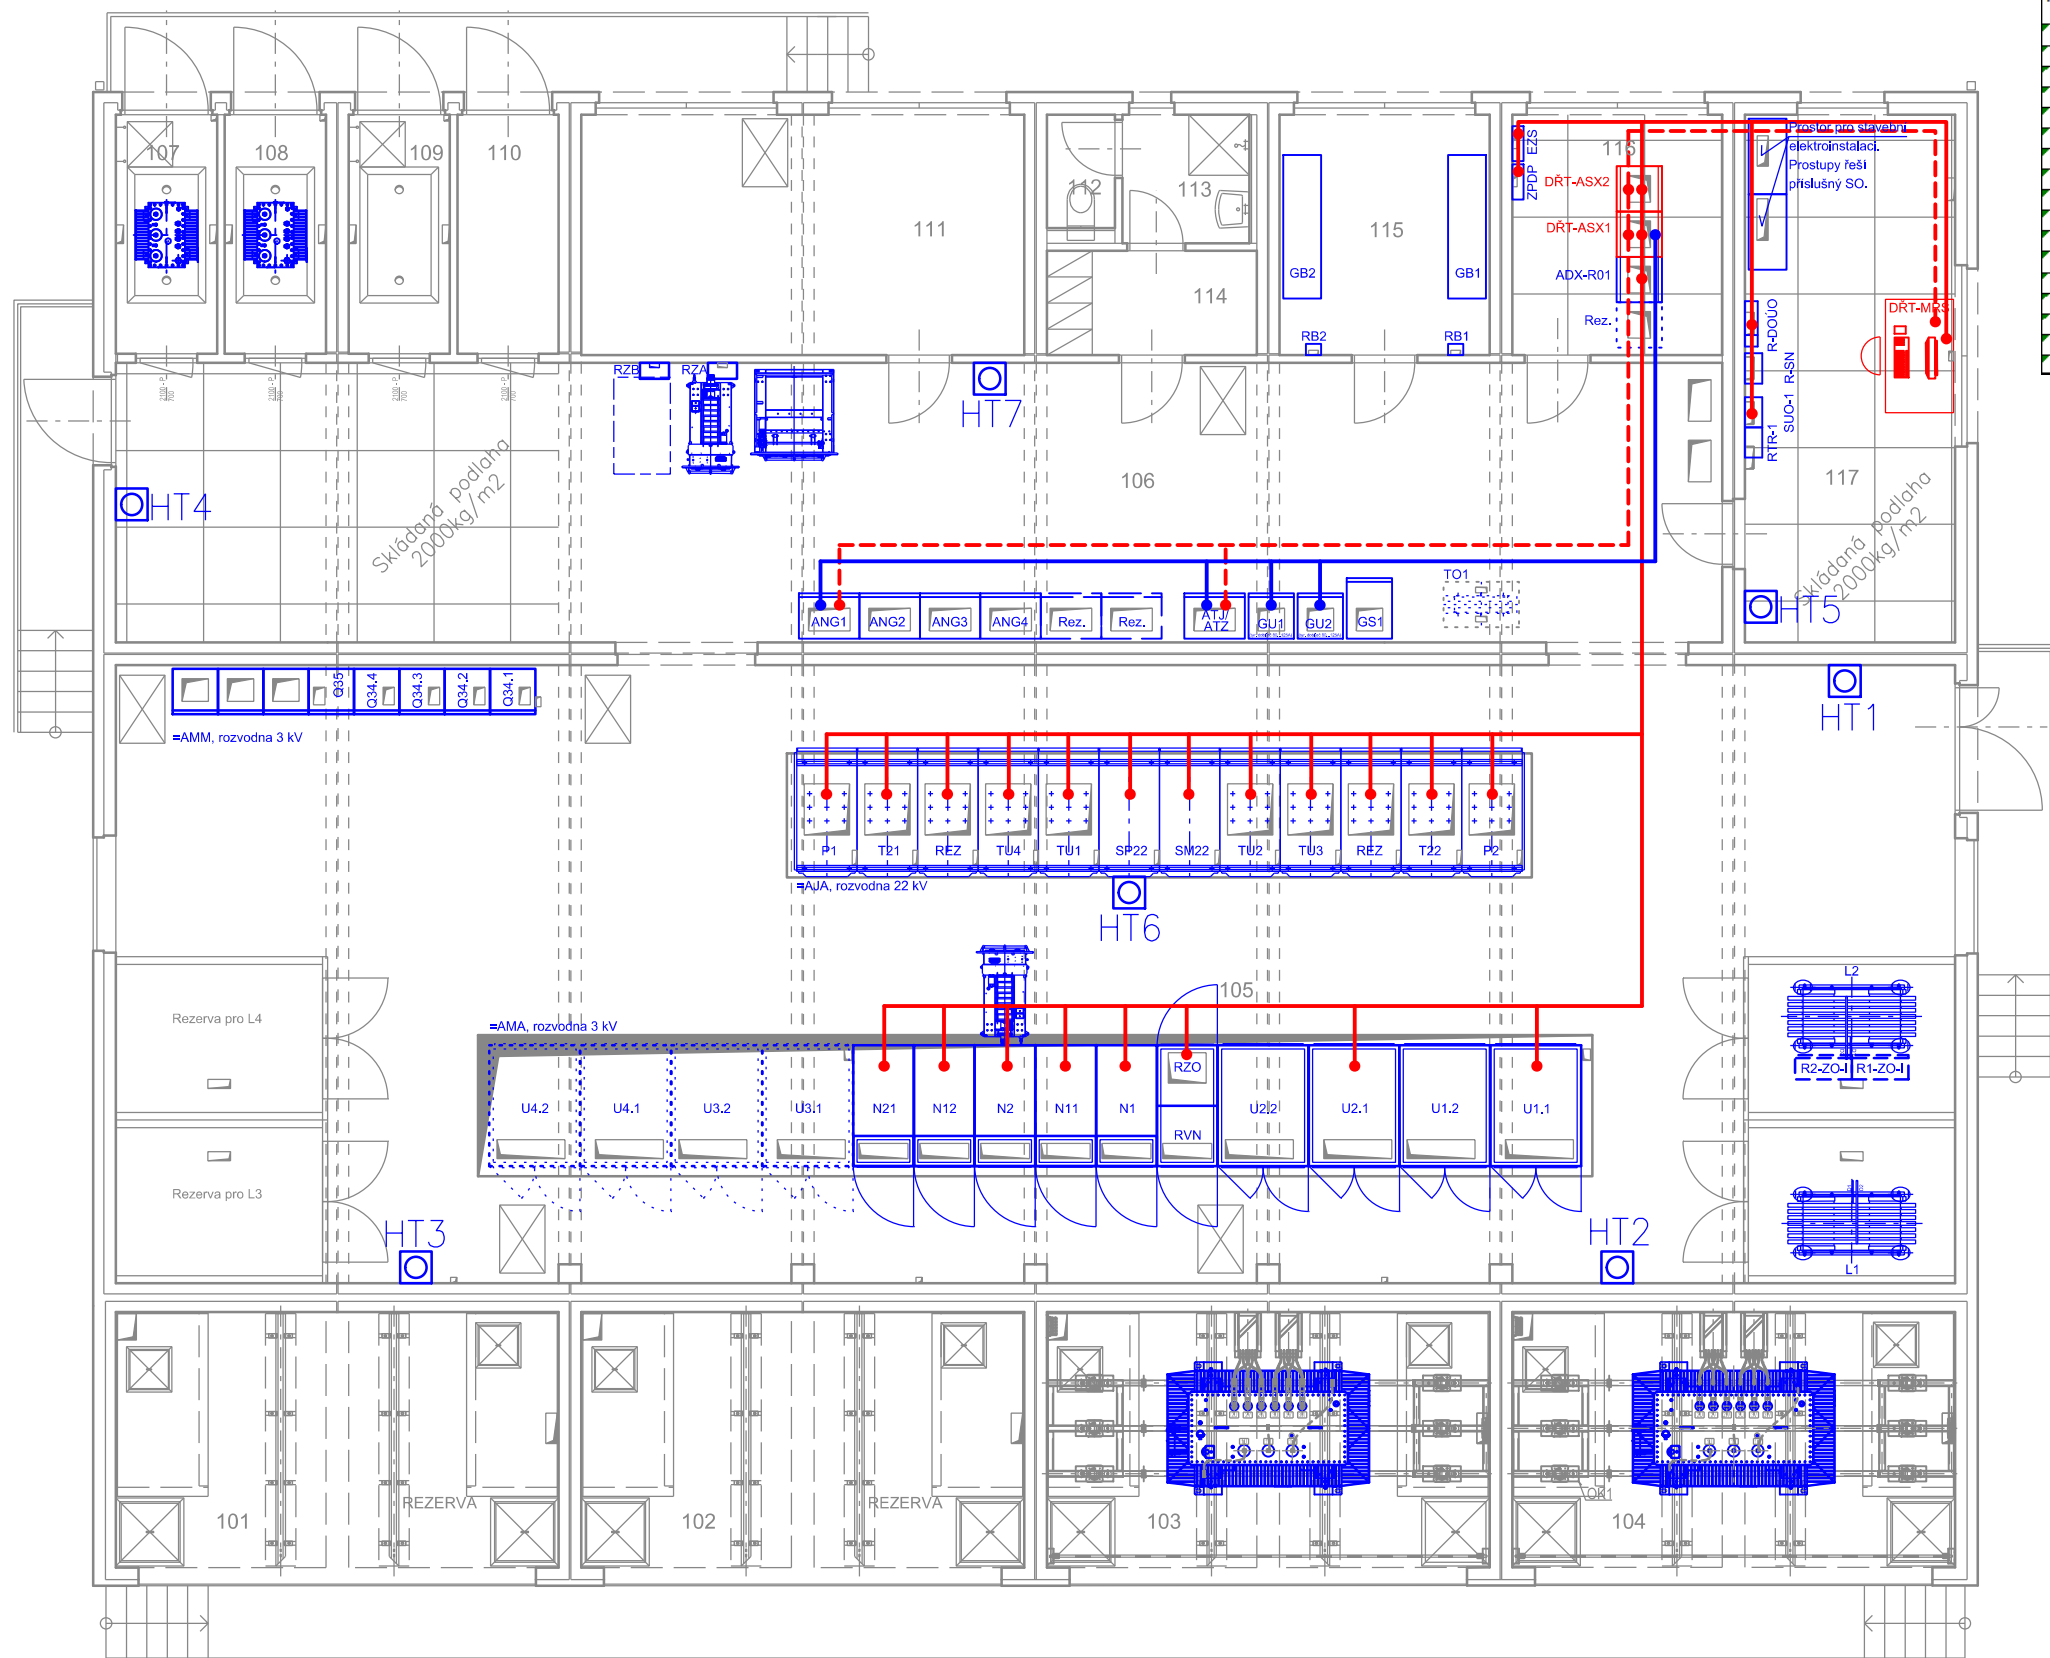 107
108
109
110
111
112
113
114
115
116
117
EZS
ZPDP
DŘT-ASX2
DŘT-ASX1
ADX-R01
Rez.
Prostor pro stavební
elektroinstalaci.
Prostupy řeší
příslušný SO.
R-DOÚO
R-SN
SUO-1
RTR-1
DŘT-MRS
GB2
GB1
RB2
RB1
RZB
RZA
HT7
HT4
Skládaná podlaha
2000kg/m2
106
Skládaná podlaha
2000kg/m2
HT5
TO1
ANG1
ANG2
ANG3
ANG4
Rez.
Rez.
ATJ/
ATZ
GU1
GU2
GS1
HT1
Q35
Q34.4
Q34.3
Q34.2
Q34.1
=AMM, rozvodna 3 kV
P1
T21
REZ
TU4
TU1
SP22
SM22
TU2
TU3
REZ
T22
P2
=AJA, rozvodna 22 kV
HT6
105
Rezerva pro L4
=AMA, rozvodna 3 kV
L2
R2-ZO-I
R1-ZO-I
U4.2
U4.1
U3.2
U3.1
N21
N12
N2
N11
N1
RZO
RVN
U2.2
U2.1
U1.2
U1.1
Rezerva pro L3
HT3
HT2
L1
101
REZERVA
102
REZERVA
103
104
OK1